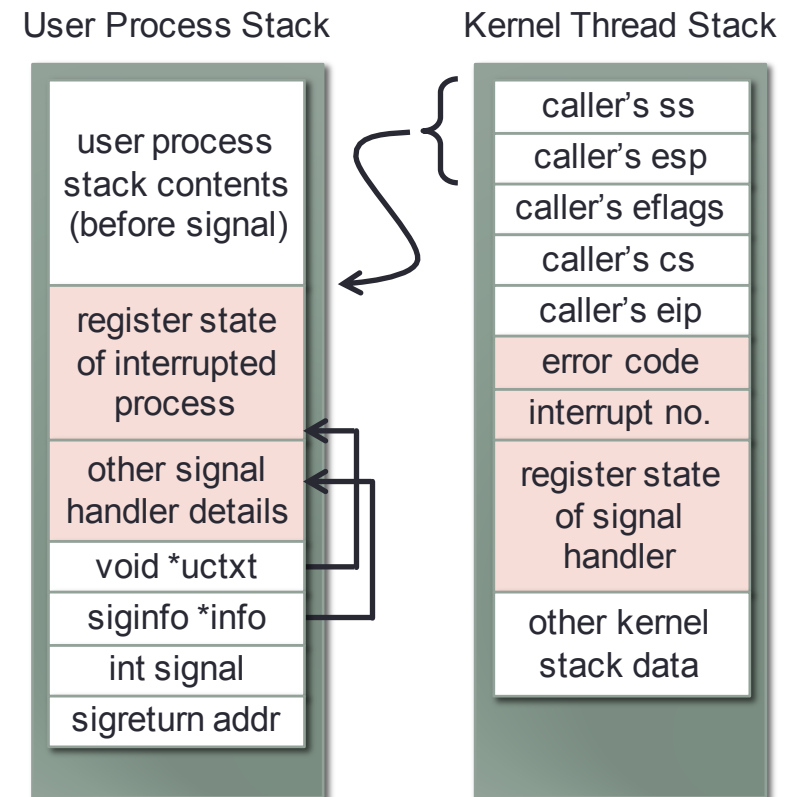 User Process Stack
user process
stack contents
(before signal)
register state
of interrupted
process
other signal
handler details
void *uctxt
siginfo *info
int signal
sigreturn addr
Kernel Thread Stack
caller's ss
caller's esp
caller's eflags
caller's cs
caller's eip
error code
interrupt no.
register state
of signal
handler
other kernel
stack data